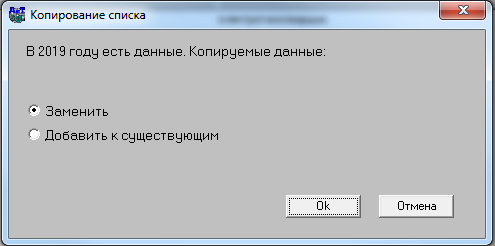 Копирование списка
В 2019 году есть данные. Копируемые данные:
Заменить
Добавить к существующим
Ok
Отмена